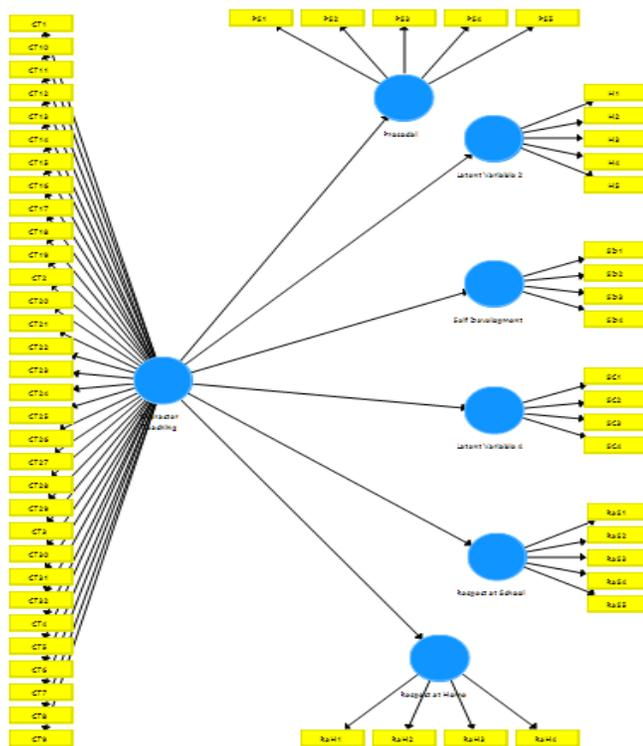 CT1
CT10
CT11
CT12
CT13
CT14
CT15
CT16
CT17
CT18
CT19
CT2
CT20
CT21
CT22
CT23
CT24
CT25
CT26
CT27
CT28
CT29
CT3
CT30
CT31
CT32
CT4
CT5
CT6
CT7
CT8
CT9
PS1
PS2
PS3
PS4
PS5
Prosocial
Latent Variable 2
H1
H2
H3
H4
H5
Self Development
SD1
SD2
SD3
SD4
Latent Variable 4
SC1
SC2
SC3
SC4
Respect at School
RaS1
RaS2
RaS3
RaS4
RaS5
Respect at Home
RaH1
RaH2
RaH3
RaH4